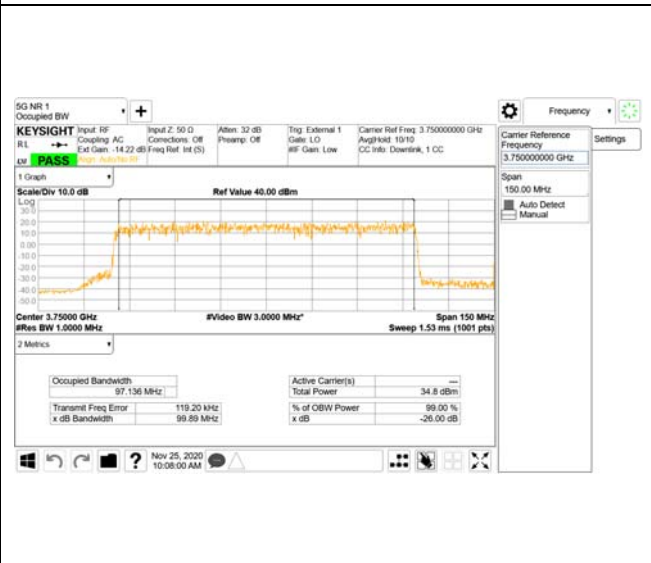 5G NR 1
Occupied BW
Frequency
KEYSIGHT
RL
PASS
Input: RF
Coupling: AC
Ext Gain: -14.22 dB
Align: Auto/No RF
Input Z: 50 Ω
Corrections: Off
Freq Ref: Int (S)
Atten: 32 dB
Preamp: Off
Trig: External 1
Gate: LO
#IF Gain: Low
Carrier Ref Freq: 3.750000000 GHz
Avg|Hold: 10/10
CC Info: Downlink, 1 CC
Carrier Reference
Frequency
3.750000000 GHz
Settings
Span
150.00 MHz
Auto Detect
Manual
1 Graph
Scale/Div 10.0 dB
Ref Value 40.00 dBm
Log
30.0
20.0
10.0
0.00
-10.0
-20.0
-30.0
-40.0
-50.0
Center 3.75000 GHz
#Video BW 3.0000 MHz*
Span 150 MHz
#Res BW 1.0000 MHz
Sweep 1.53 ms (1001 pts)
2 Metrics
Occupied Bandwidth
97.136 MHz
Transmit Freq Error 119.20 kHz
x dB Bandwidth 99.89 MHz
Active Carrier(s) ---
Total Power 34.8 dBm
% of OBW Power 99.00 %
x dB -26.00 dB
?
Nov 25, 2020
10:08:00 AM